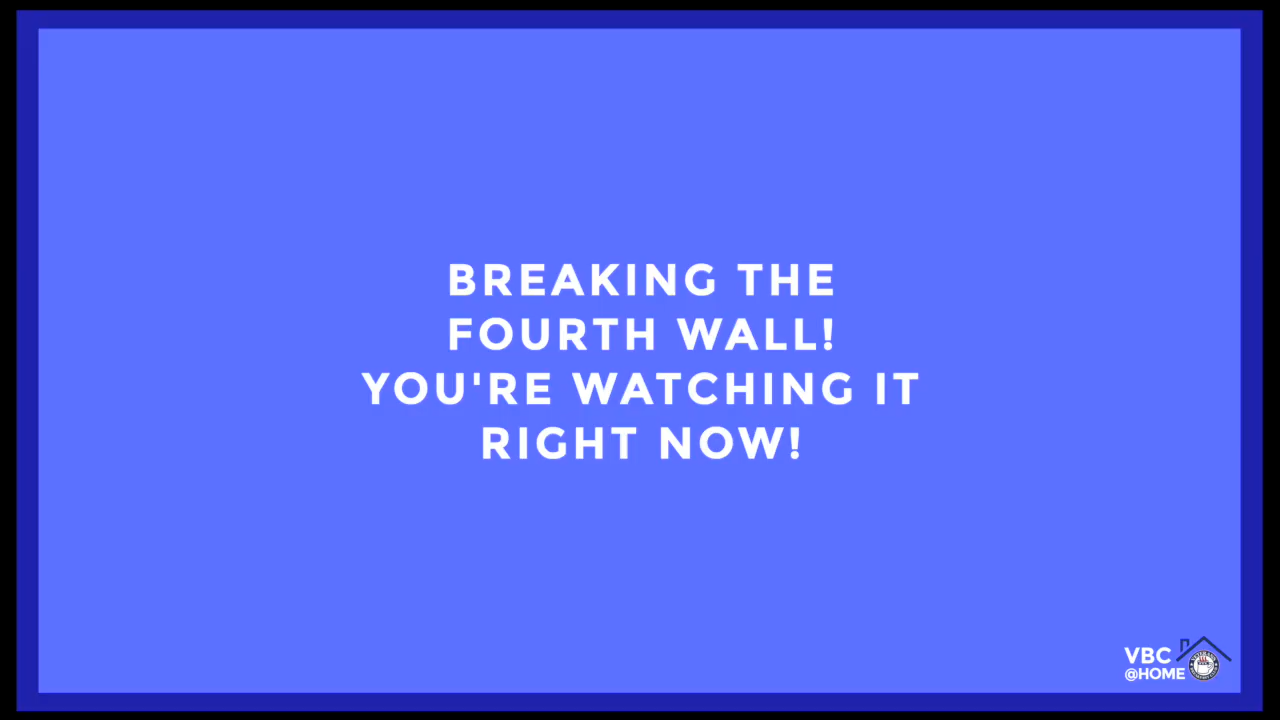 BREAKING THE
FOURTH WALL!
YOU'RE WATCHING IT
RIGHT NOW!
VBC
@HOME